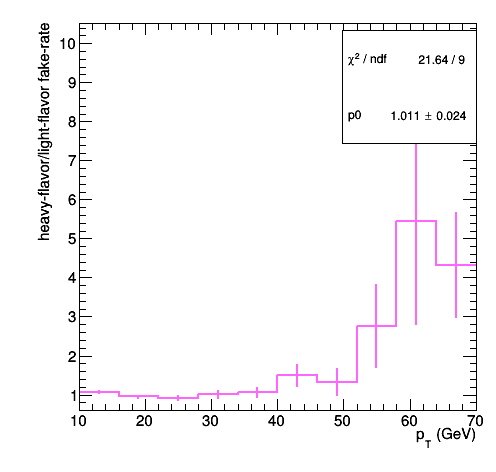 heavy-flavor/light-flavor fake-rate
χ² / ndf 21.64 / 9
p0 1.011 ± 0.024
10
9
8
7
6
5
4
3
2
1
10 20 30 40 50 60 70
p_T (GeV)